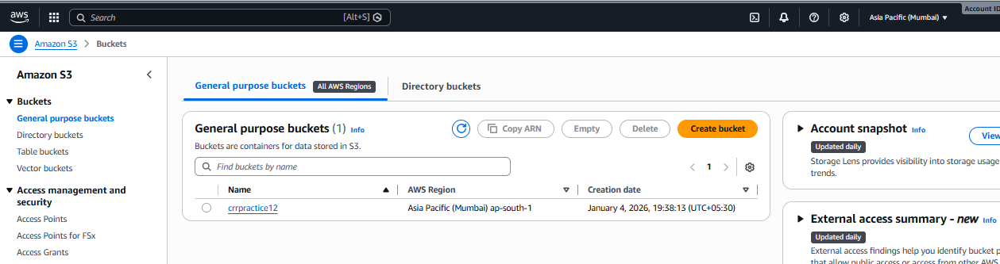 aws
Search
[Alt+S]
Asia Pacific (Mumbai)
Account ID
Amazon S3 > Buckets
Amazon S3
Buckets
General purpose buckets
Directory buckets
Table buckets
Vector buckets
Access management and
security
Access Points
Access Points for FSx
Access Grants
General purpose buckets All AWS Regions
Directory buckets
General purpose buckets (1) Info
Copy ARN
Empty
Delete
Create bucket
Buckets are containers for data stored in S3.
Find buckets by name
1
Name AWS Region Creation date
crrpractice12 Asia Pacific (Mumbai) ap-south-1 January 4, 2026, 19:38:13 (UTC+05:30)
Account snapshot Info
View
Updated daily
Storage Lens provides visibility into storage usage
trends.
External access summary - new Info
Updated daily
External access findings help you identify bucket p
that allow public access or access from other AWS